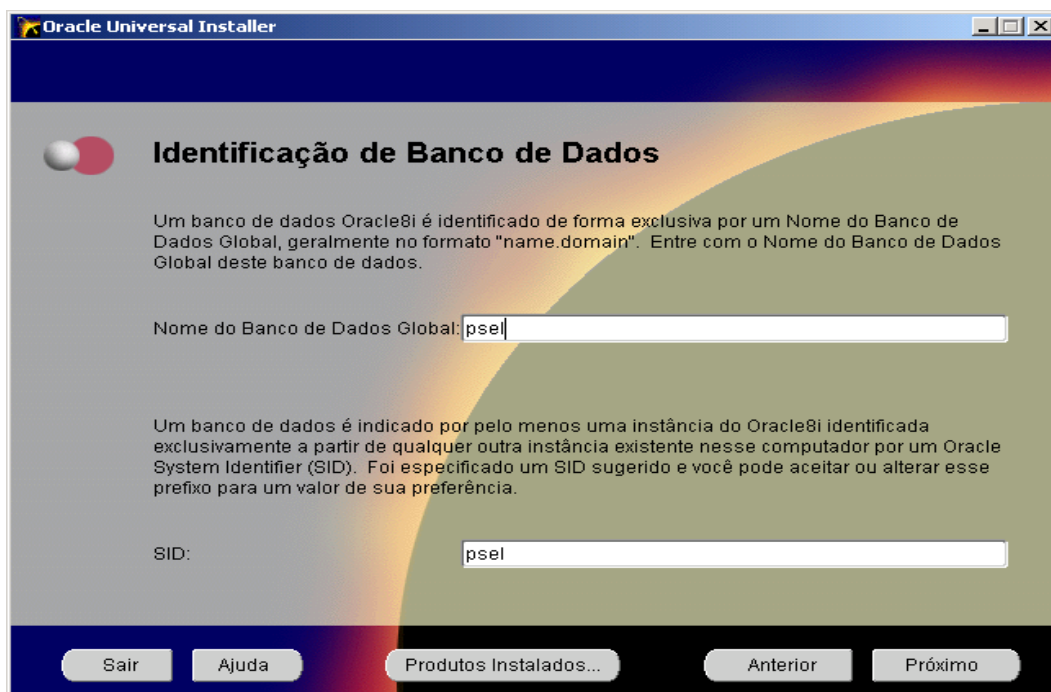 Oracle Universal Installer
Identificação de Banco de Dados
Um banco de dados Oracle8i é identificado de forma exclusiva por um Nome do Banco de
Dados Global, geralmente no formato "name.domain". Entre com o Nome do Banco de Dados
Global deste banco de dados.
Nome do Banco de Dados Global: psel
Um banco de dados é indicado por pelo menos uma instância do Oracle8i identificada
exclusivamente a partir de qualquer outra instância existente nesse computador por um Oracle
System Identifier (SID). Foi especificado um SID sugerido e você pode aceitar ou alterar esse
prefixo para um valor de sua preferência.
SID: psel
Sair Ajuda Produtos Instalados... Anterior Próximo